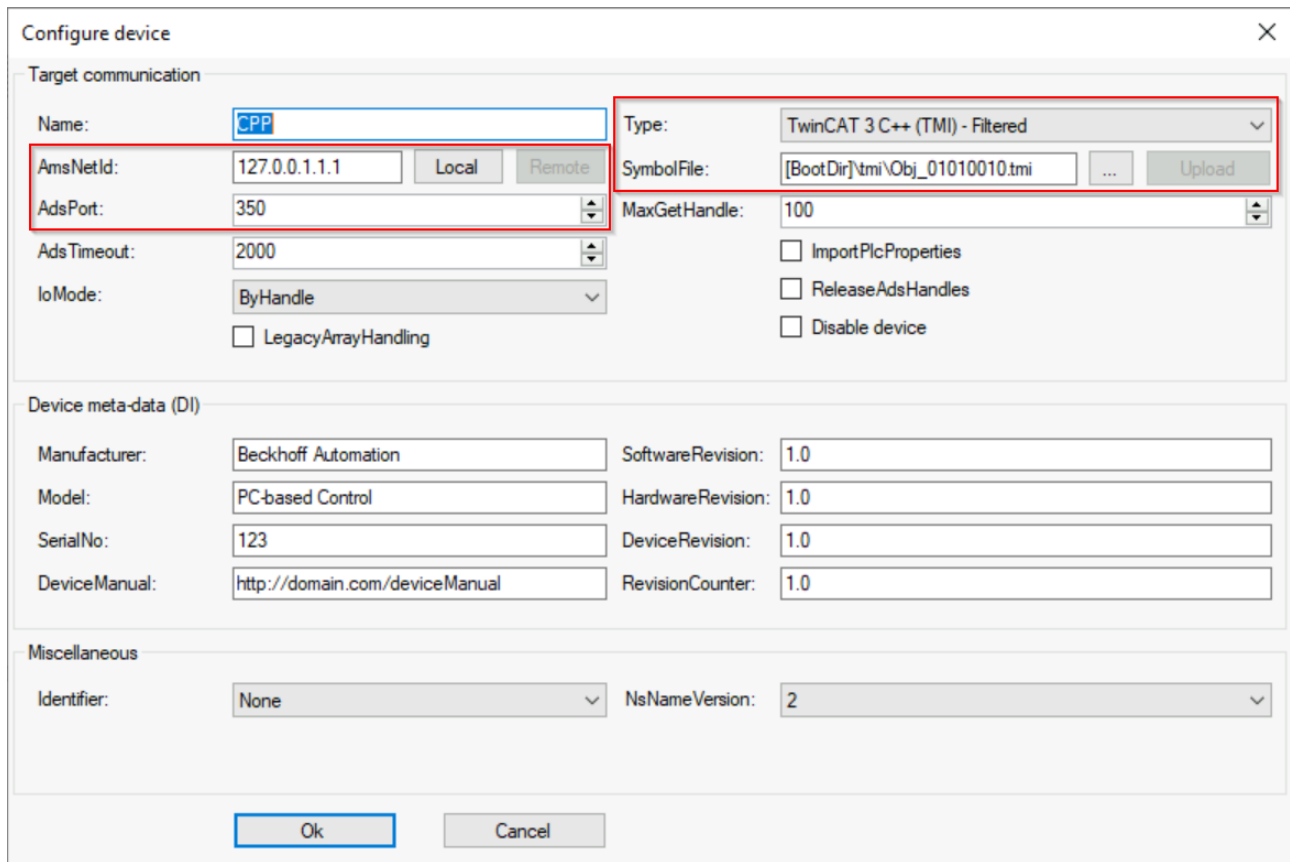 Configure device
Target communication
Name: CPP Type: TwinCAT 3 C++ (TMI) - Filtered
AmsNetId: 127.0.0.1.1.1 Local Remote SymbolFile: [BootDir]\tmi\Obj_01010010.tmi ... Upload
AdsPort: 350 MaxGetHandle: 100
AdsTimeout: 2000 ImportPlcProperties
IoMode: ByHandle ReleaseAdsHandles
LegacyArrayHandling Disable device
Device meta-data (DI)
Manufacturer: Beckhoff Automation SoftwareRevision: 1.0
Model: PC-based Control HardwareRevision: 1.0
SerialNo: 123 DeviceRevision: 1.0
DeviceManual: http://domain.com/deviceManual RevisionCounter: 1.0
Miscellaneous
Identifier: None NsNameVersion: 2
Ok Cancel